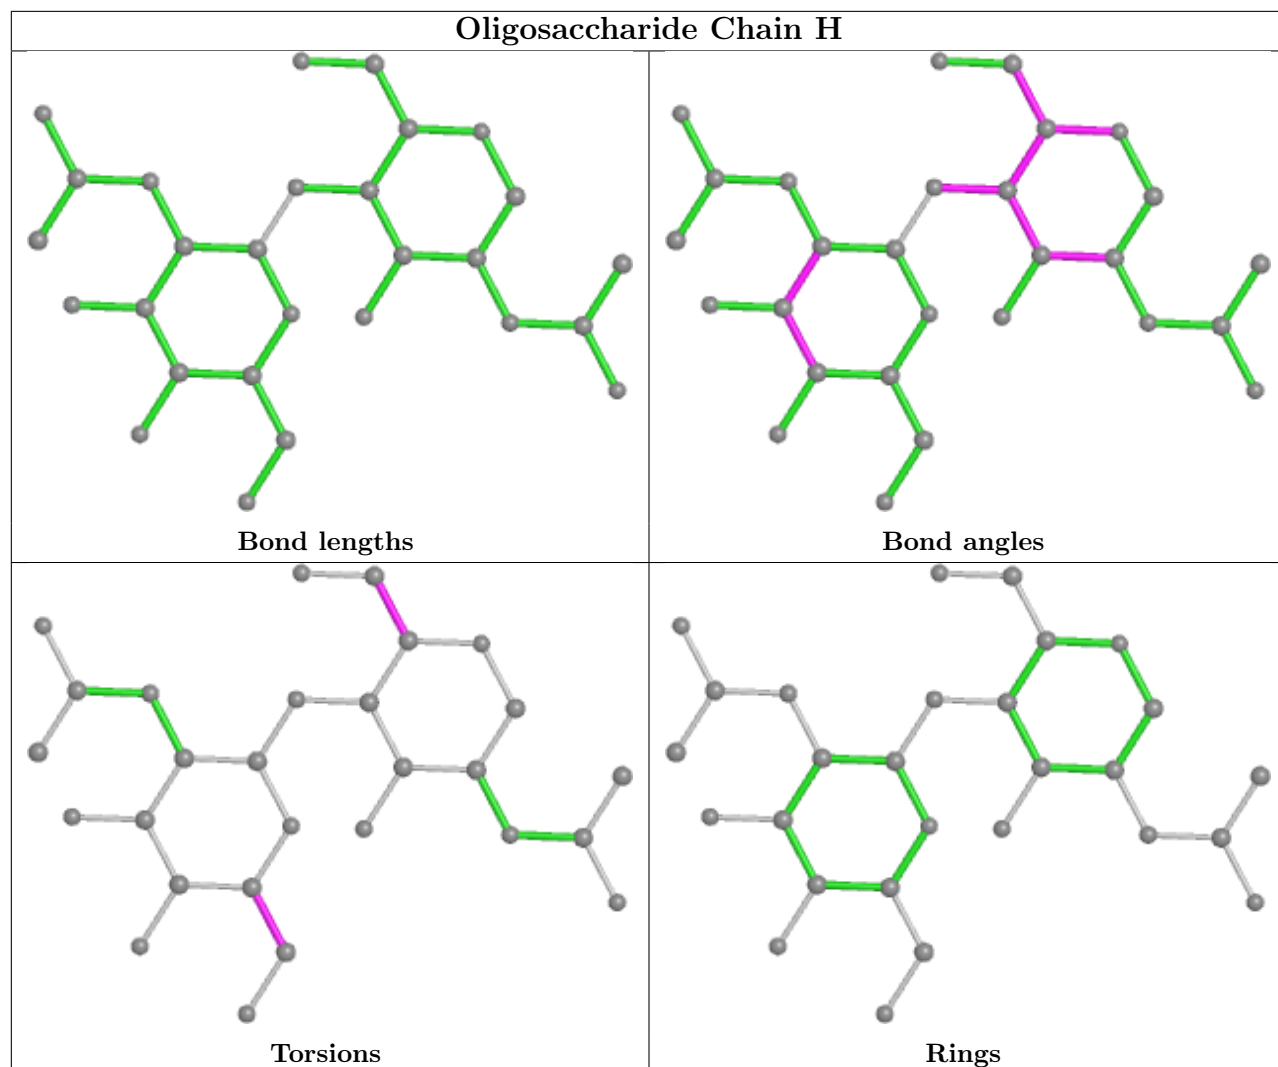 Oligosaccharide Chain H
Bond lengths
Bond angles
Torsions
Rings